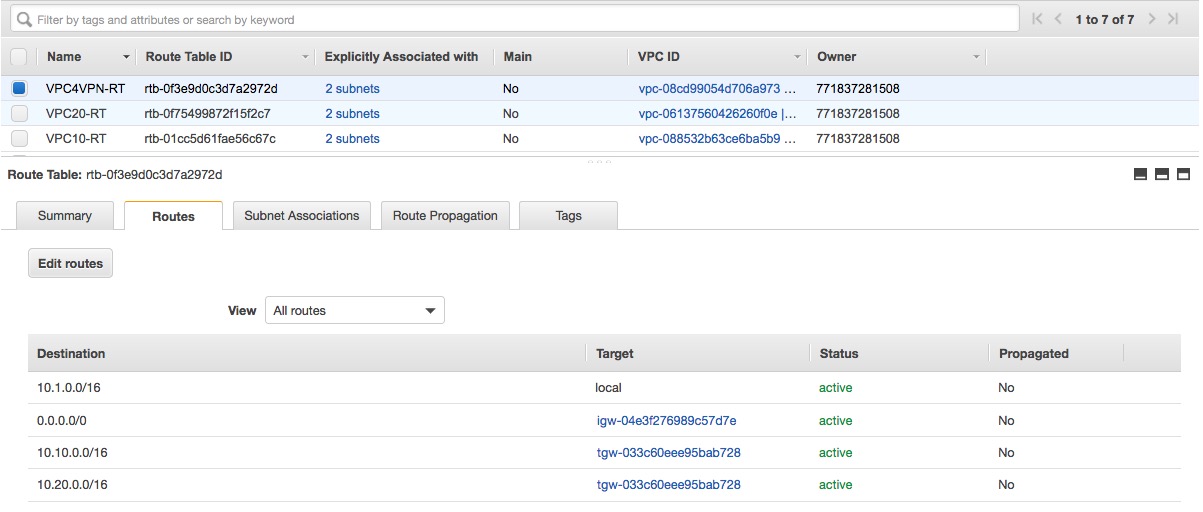 Filter by tags and attributes or search by keyword 1 to 7 of 7
Name Route Table ID Explicitly Associated with Main VPC ID Owner
VPC4VPN-RT rtb-0f3e9d0c3d7a2972d 2 subnets No vpc-08cd99054d706a973 ... 771837281508
VPC20-RT rtb-0f75499872f15f2c7 2 subnets No vpc-06137560426260f0e |... 771837281508
VPC10-RT rtb-01cc5d61fae56c67c 2 subnets No vpc-088532b63ce6ba5b9 ... 771837281508
Route Table: rtb-0f3e9d0c3d7a2972d
Summary Routes Subnet Associations Route Propagation Tags
Edit routes
View All routes
Destination Target Status Propagated
10.1.0.0/16 local active No
0.0.0.0/0 igw-04e3f276989c57d7e active No
10.10.0.0/16 tgw-033c60eee95bab728 active No
10.20.0.0/16 tgw-033c60eee95bab728 active No